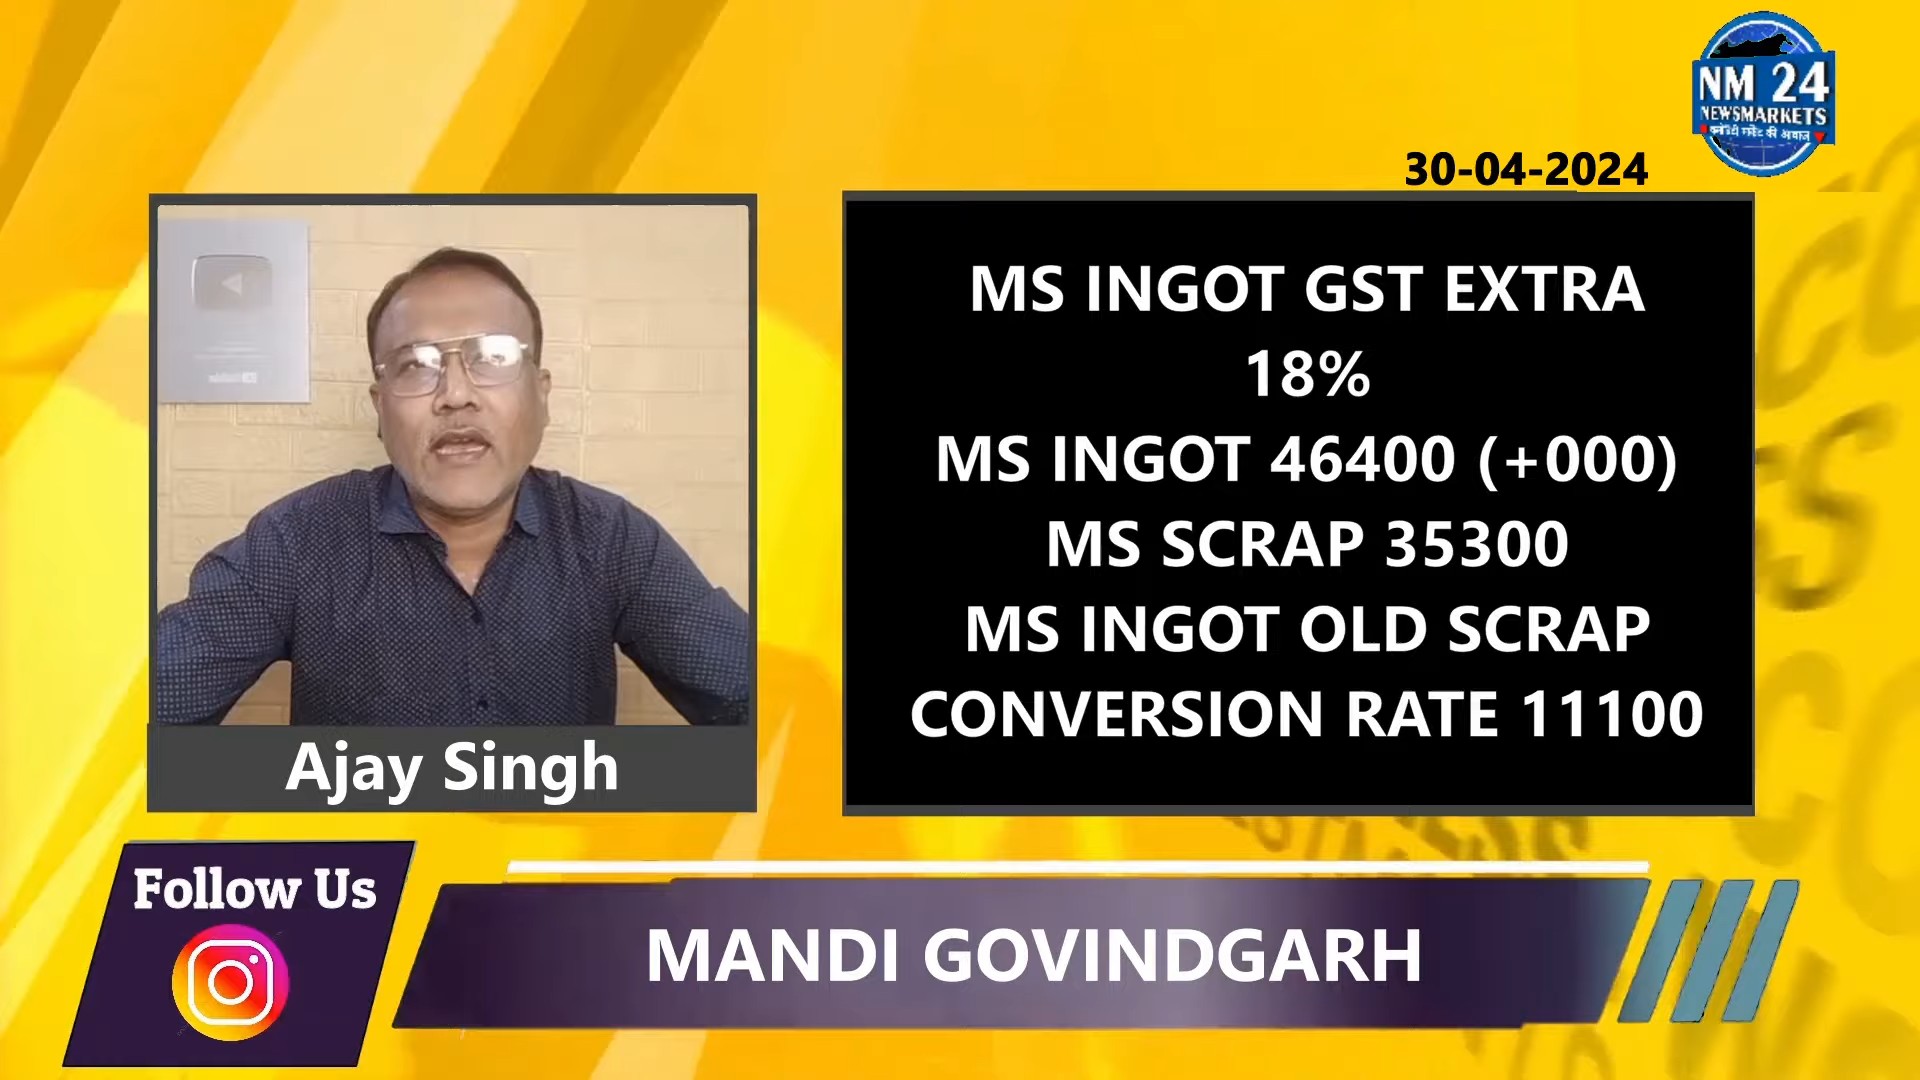 NM 24
NEWSMARKETS
की आवाज
30-04-2024
MS INGOT GST EXTRA
18%
MS INGOT 46400 (+000)
MS SCRAP 35300
MS INGOT OLD SCRAP
CONVERSION RATE 11100
Ajay Singh
Follow Us
MANDI GOVINDGARH